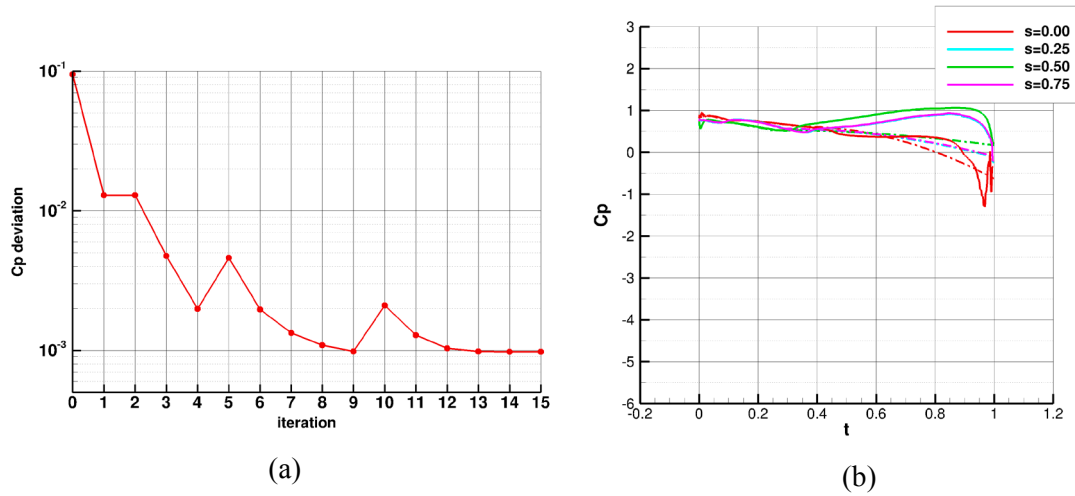 10-1
10-2
10-3
Cp deviation
0 1 2 3 4 5 6 7 8 9 10 11 12 13 14 15
iteration
(a)
s=0.00
s=0.25
s=0.50
s=0.75
3
2
1
0
-1
-2
-3
-4
-5
-6
Cp
-0.2 0 0.2 0.4 0.6 0.8 1 1.2
t
(b)